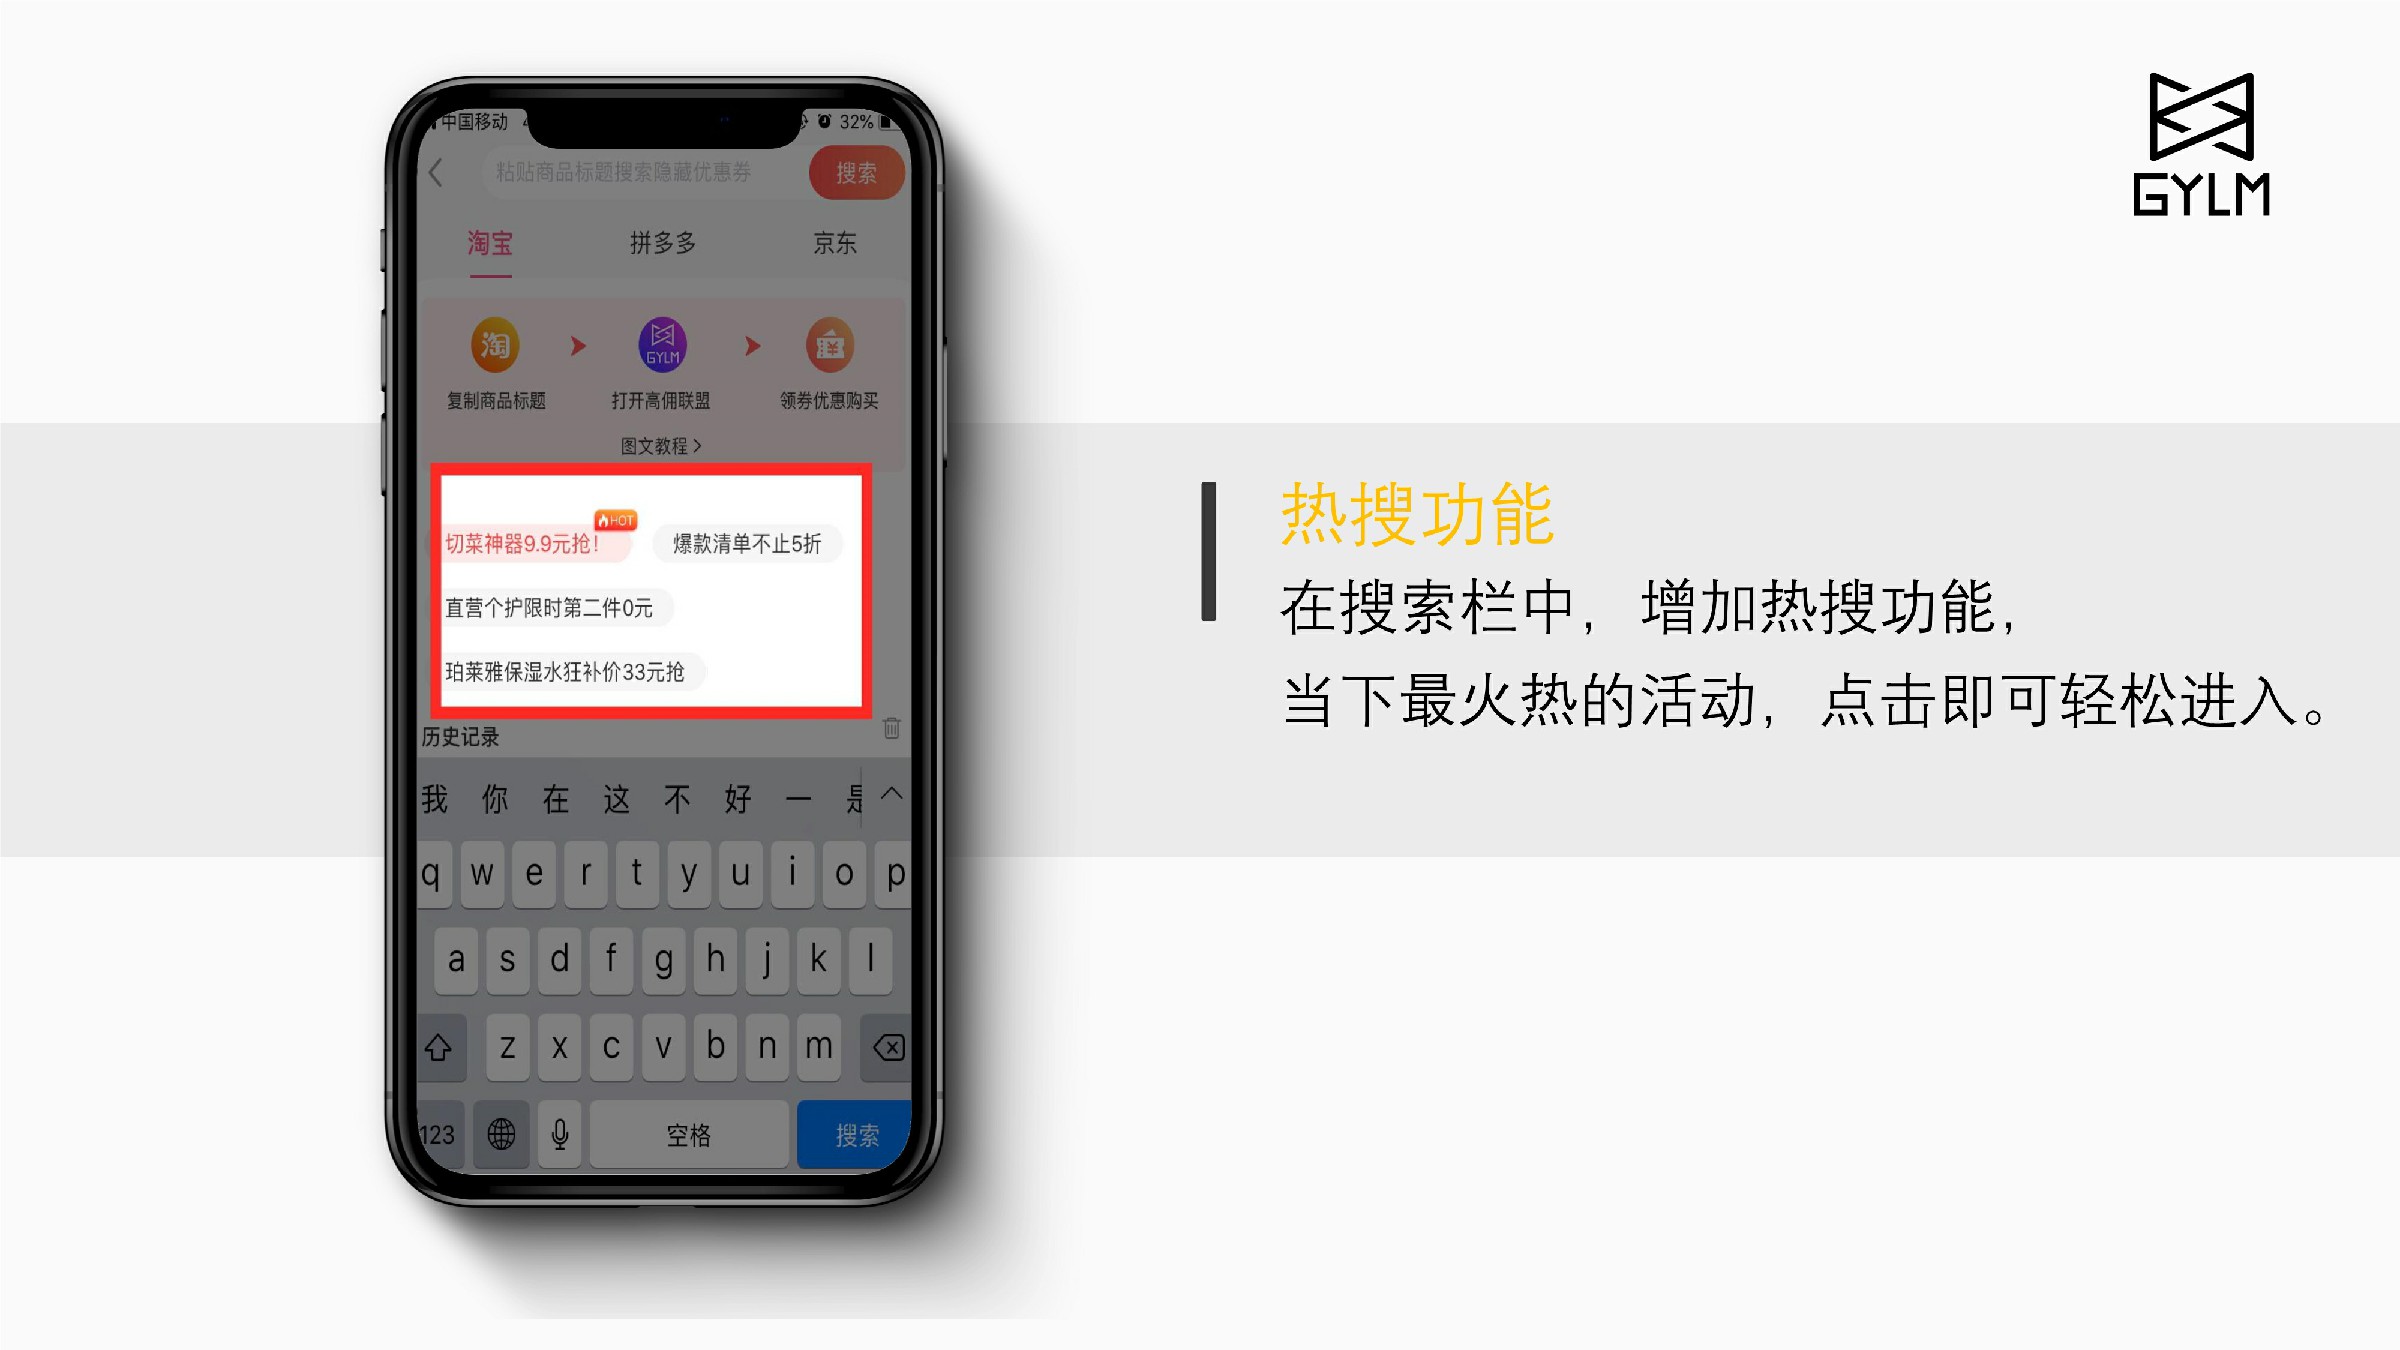 中国移动
32%
粘贴商品标题搜索隐藏优惠券
搜索
淘宝
拼多多
京东
淘
GYLM
券
复制商品标题
打开高佣联盟
领券优惠购买
图文教程 >
HOT
切菜神器9.9元抢!
爆款清单不止5折
直营个护限时第二件0元
珀莱雅保湿水狂补价33元抢
历史记录
我 你 在 这 不 好 一 是
q w e r t y u i o p
a s d f g h j k l
z x c v b n m
123
空格
搜索
GYLM
热搜功能
在搜索栏中，增加热搜功能，
当下最火热的活动，点击即可轻松进入。